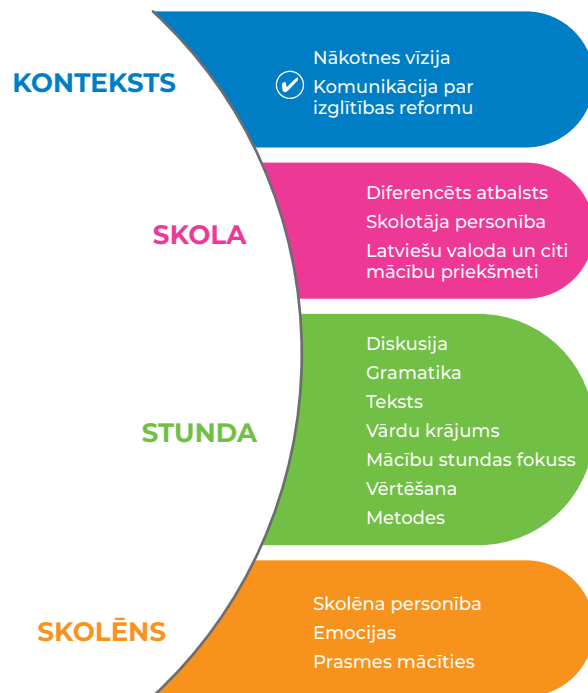 KONTEKSTS
Nākotnes vīzija
Komunikācija par
izglītības reformu
SKOLA
Diferencēts atbalsts
Skolotāja personība
Latviešu valoda un citi
mācību priekšmeti
STUNDA
Diskusija
Gramatika
Teksts
Vārdu krājums
Mācību stundas fokuss
Vērtēšana
Metodes
SKOLĒNS
Skolēna personība
Emocijas
Prasmes mācīties